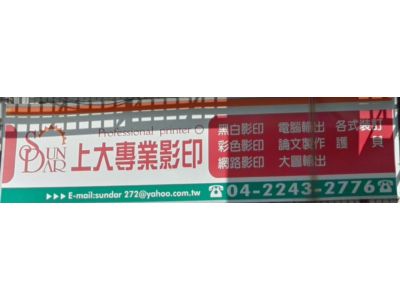 Professional printer
SUN DAR
上大專業影印
黑白影印 電腦輸出 各式裝訂
彩色影印 論文製作 護貝
網路影印 大圖輸出
▶▶▶ E-mail:sundar 272@yahoo.com.tw ☎04-2243-2776☎